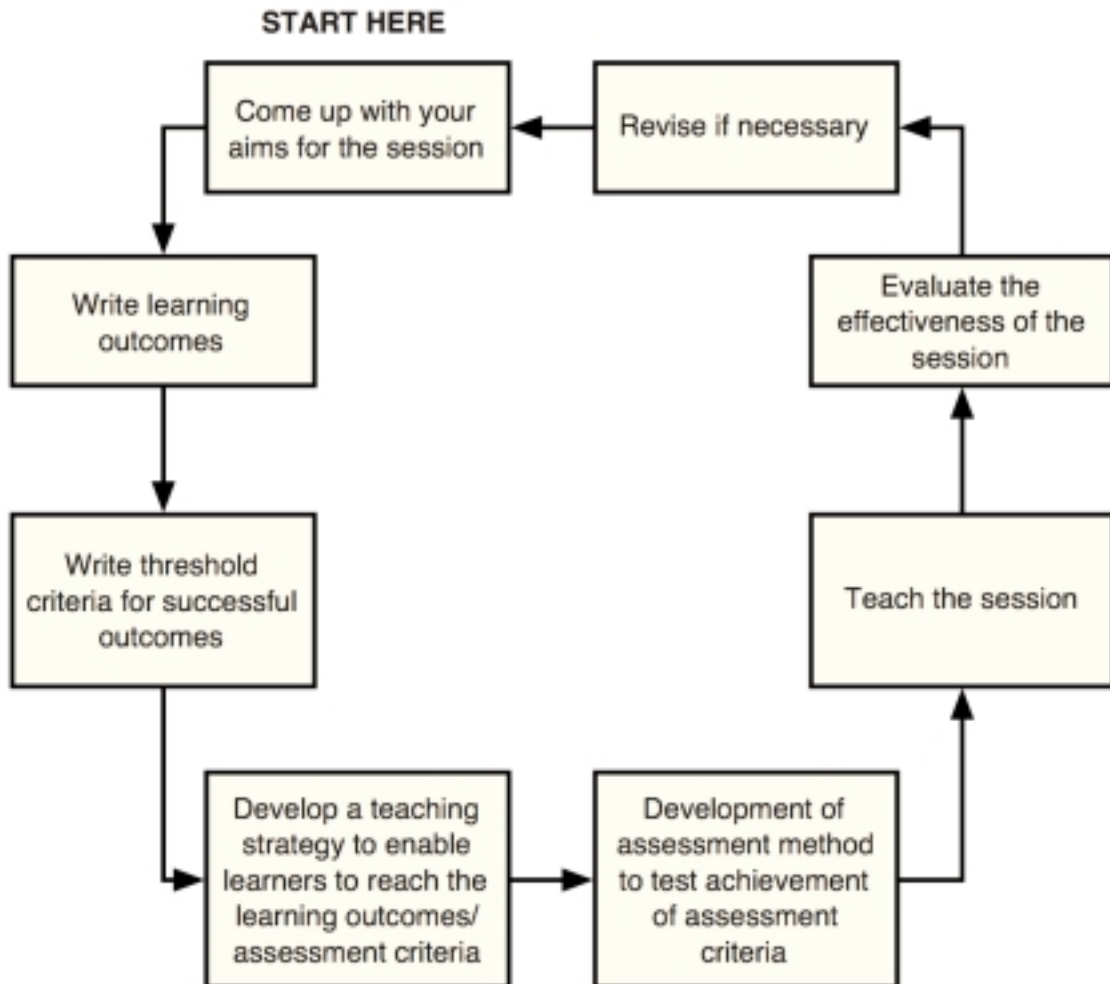 START HERE
Come up with your
aims for the session
Write learning
outcomes
Write threshold
criteria for successful
outcomes
Develop a teaching
strategy to enable
learners to reach the
learning outcomes/
assessment criteria
Development of
assessment method
to test achievement
of assessment
criteria
Teach the session
Evaluate the
effectiveness of the
session
Revise if necessary